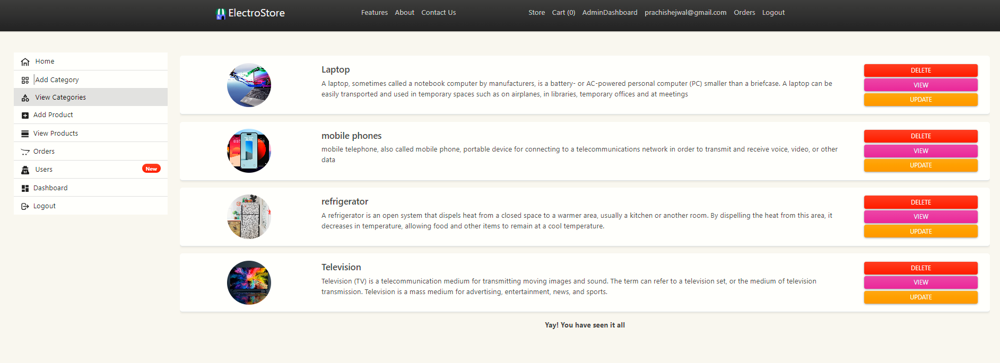 ElectroStore
Features About Contact Us
Store Cart (0) AdminDashboard prachishejwal@gmail.com Orders Logout
Home
Add Category
View Categories
Add Product
View Products
Orders
Users New
Dashboard
Logout
Laptop
A laptop, sometimes called a notebook computer by manufacturers, is a battery- or AC-powered personal computer (PC) smaller than a briefcase. A laptop can be
easily transported and used in temporary spaces such as on airplanes, in libraries, temporary offices and at meetings
DELETE
VIEW
UPDATE
mobile phones
mobile telephone, also called mobile phone, portable device for connecting to a telecommunications network in order to transmit and receive voice, video, or other
data
DELETE
VIEW
UPDATE
refrigerator
A refrigerator is an open system that dispels heat from a closed space to a warmer area, usually a kitchen or another room. By dispelling the heat from this area, it
decreases in temperature, allowing food and other items to remain at a cool temperature.
DELETE
VIEW
UPDATE
Television
Television (TV) is a telecommunication medium for transmitting moving images and sound. The term can refer to a television set, or the medium of television
transmission. Television is a mass medium for advertising, entertainment, news, and sports.
DELETE
VIEW
UPDATE
Yay! You have seen it all